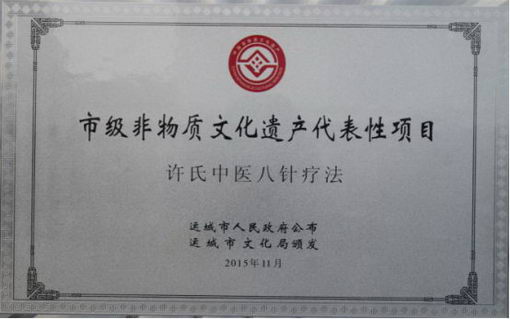 市级非物质文化遗产代表性项目
许氏中医八针疗法
运城市人民政府公布
运城市文化局颁发
2015年11月